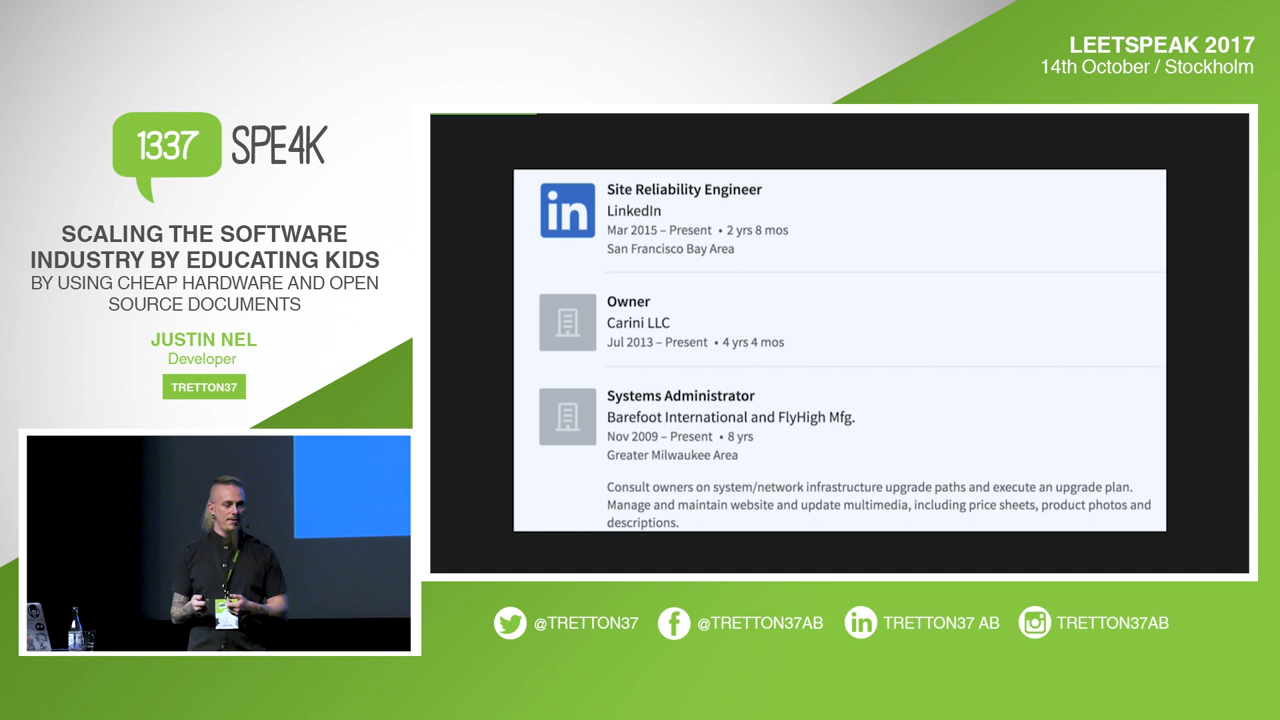 LEETSPEAK 2017
14th October / Stockholm
1337 SPE4K
SCALING THE SOFTWARE
INDUSTRY BY EDUCATING KIDS
BY USING CHEAP HARDWARE AND OPEN
SOURCE DOCUMENTS
JUSTIN NEL
Developer
TRETTON37
in
Site Reliability Engineer
LinkedIn
Mar 2015 – Present • 2 yrs 8 mos
San Francisco Bay Area
Owner
Carini LLC
Jul 2013 – Present • 4 yrs 4 mos
Systems Administrator
Barefoot International and FlyHigh Mfg.
Nov 2009 – Present • 8 yrs
Greater Milwaukee Area
Consult owners on system/network infrastructure upgrade paths and execute an upgrade plan.
Manage and maintain website and update multimedia, including price sheets, product photos and
descriptions.
@TRETTON37
@TRETTON37AB
in TRETTON37 AB
TRETTON37AB